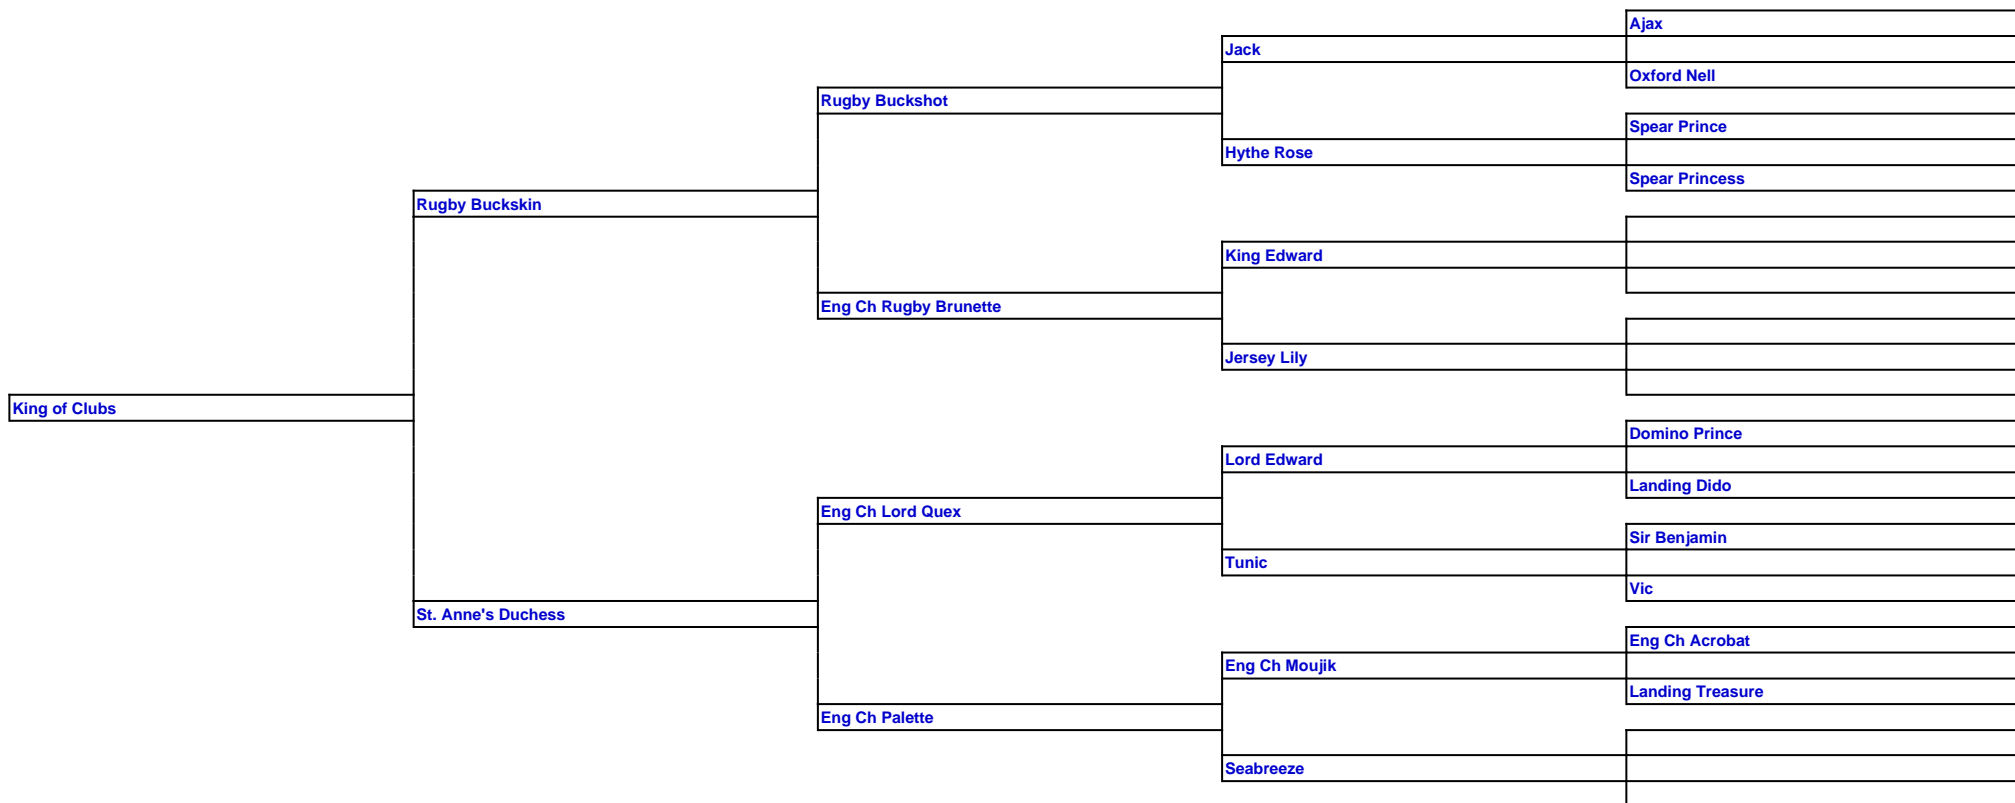 Ajax
Jack
Oxford Nell
Rugby Buckshot
Spear Prince
Hythe Rose
Spear Princess
Rugby Buckskin
King Edward
Eng Ch Rugby Brunette
Jersey Lily
King of Clubs
Domino Prince
Lord Edward
Landing Dido
Eng Ch Lord Quex
Sir Benjamin
Tunic
Vic
St. Anne's Duchess
Eng Ch Acrobat
Eng Ch Moujik
Landing Treasure
Eng Ch Palette
Seabreeze